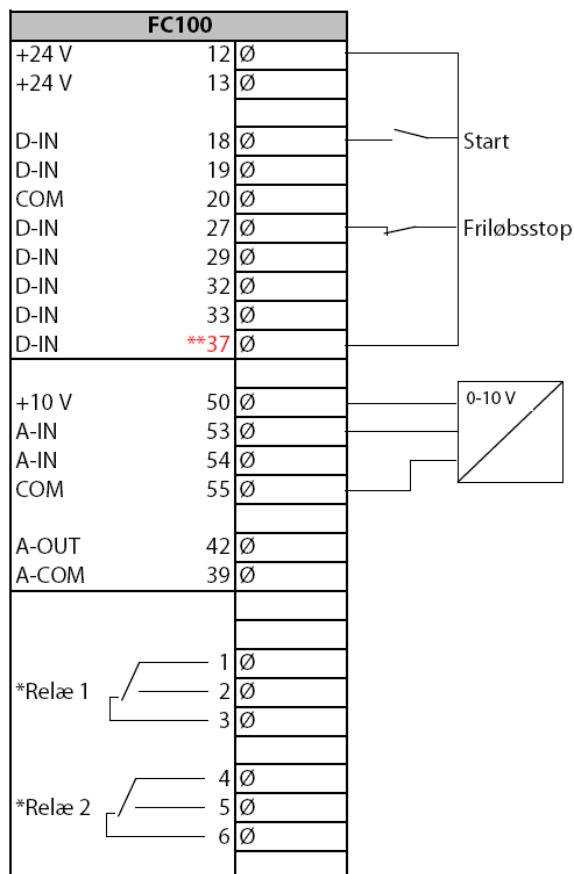 FC100
+24 V 12 Ø
+24 V 13 Ø
D-IN 18 Ø Start
D-IN 19 Ø
COM 20 Ø
D-IN 27 Ø Friløbsstop
D-IN 29 Ø
D-IN 32 Ø
D-IN 33 Ø
D-IN **37 Ø
+10 V 50 Ø 0-10 V
A-IN 53 Ø
A-IN 54 Ø
COM 55 Ø
A-OUT 42 Ø
A-COM 39 Ø
1 Ø
*Relæ 1 2 Ø
3 Ø
4 Ø
*Relæ 2 5 Ø
6 Ø